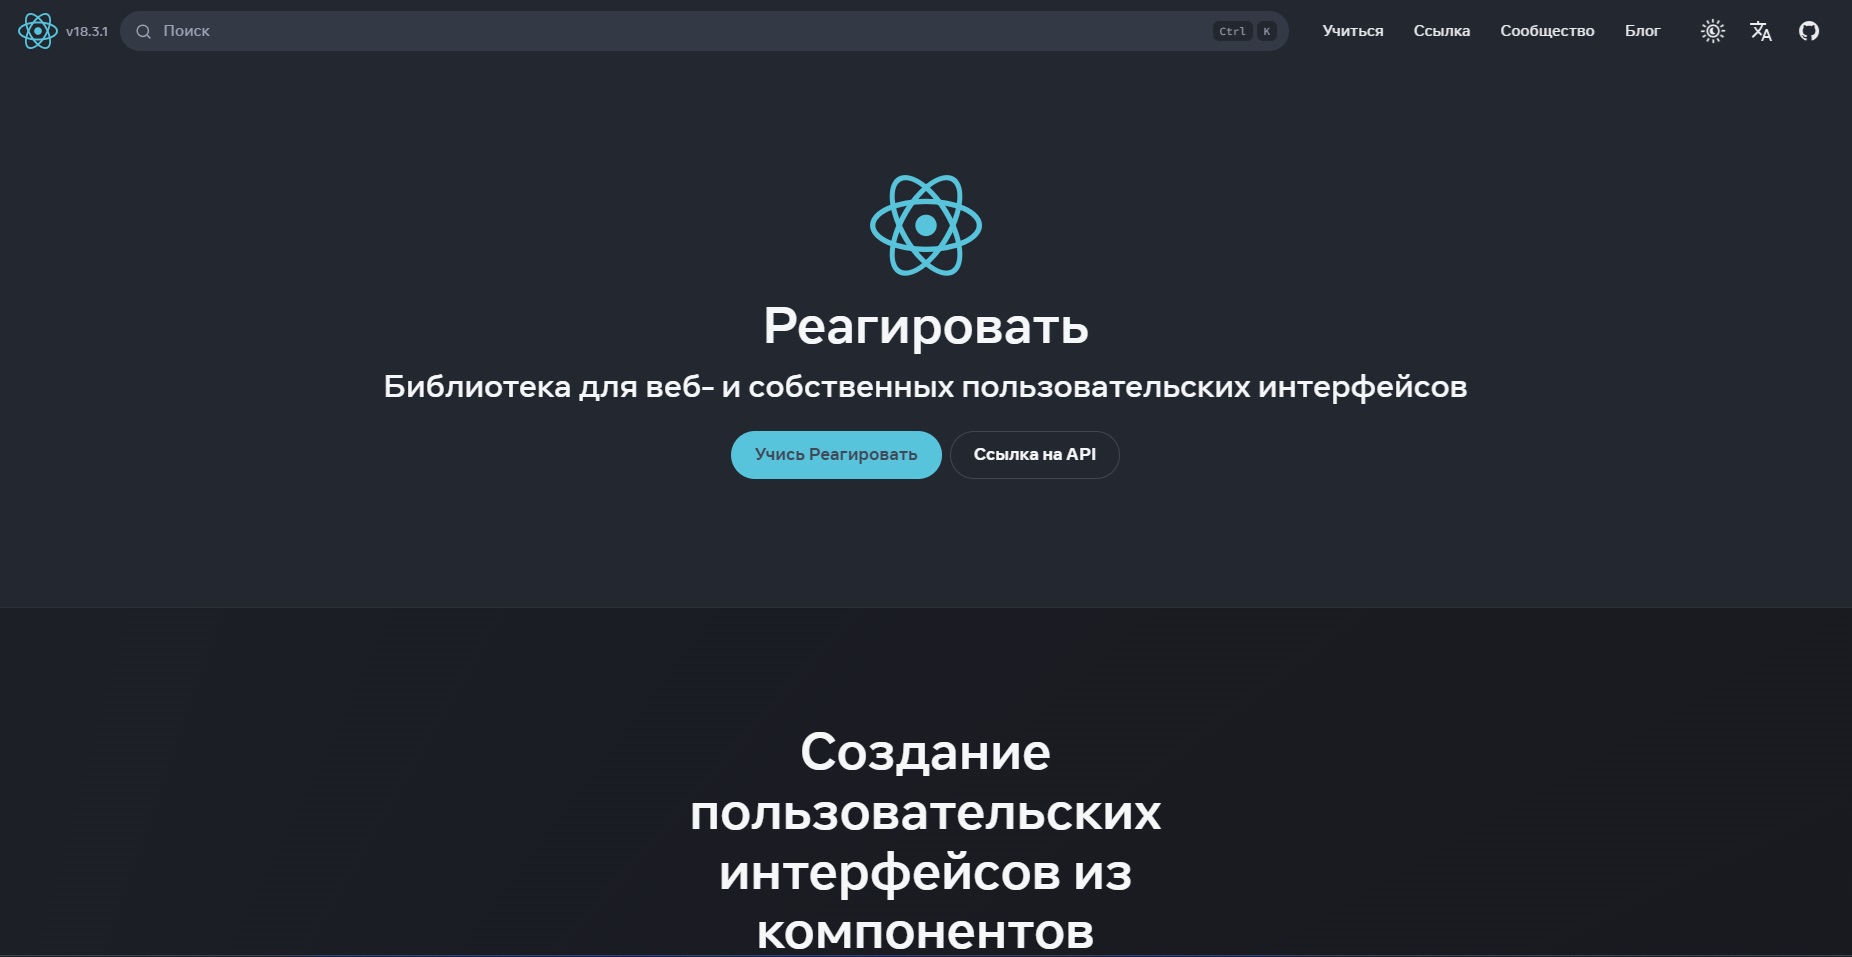 v18.3.1 Поиск Ctrl K Учиться Ссылка Сообщество Блог
Реагировать
Библиотека для веб- и собственных пользовательских интерфейсов
Учись Реагировать Ссылка на API
Создание
пользовательских
интерфейсов из
компонентов